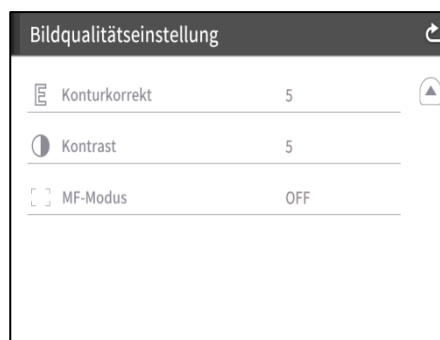 Bildqualitätseinstellung
Konturkorrekt 5
Kontrast 5
MF-Modus OFF